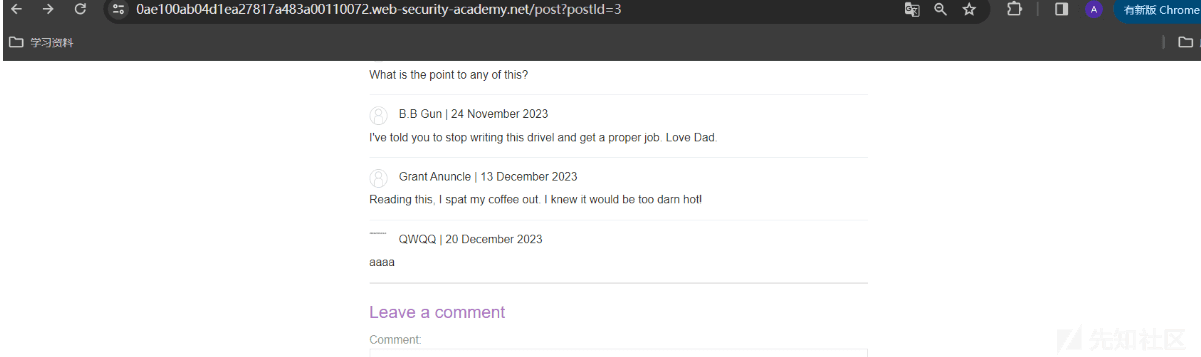 0ae100ab04d1ea27817a483a00110072.web-security-academy.net/post?postId=3
A
有新版 Chrome
学习资料
What is the point to any of this?
B.B Gun | 24 November 2023
I've told you to stop writing this drivel and get a proper job. Love Dad.
Grant Anuncle | 13 December 2023
Reading this, I spat my coffee out. I knew it would be too darn hot!
QWQQ | 20 December 2023
aaaa
Leave a comment
Comment:
先知社区